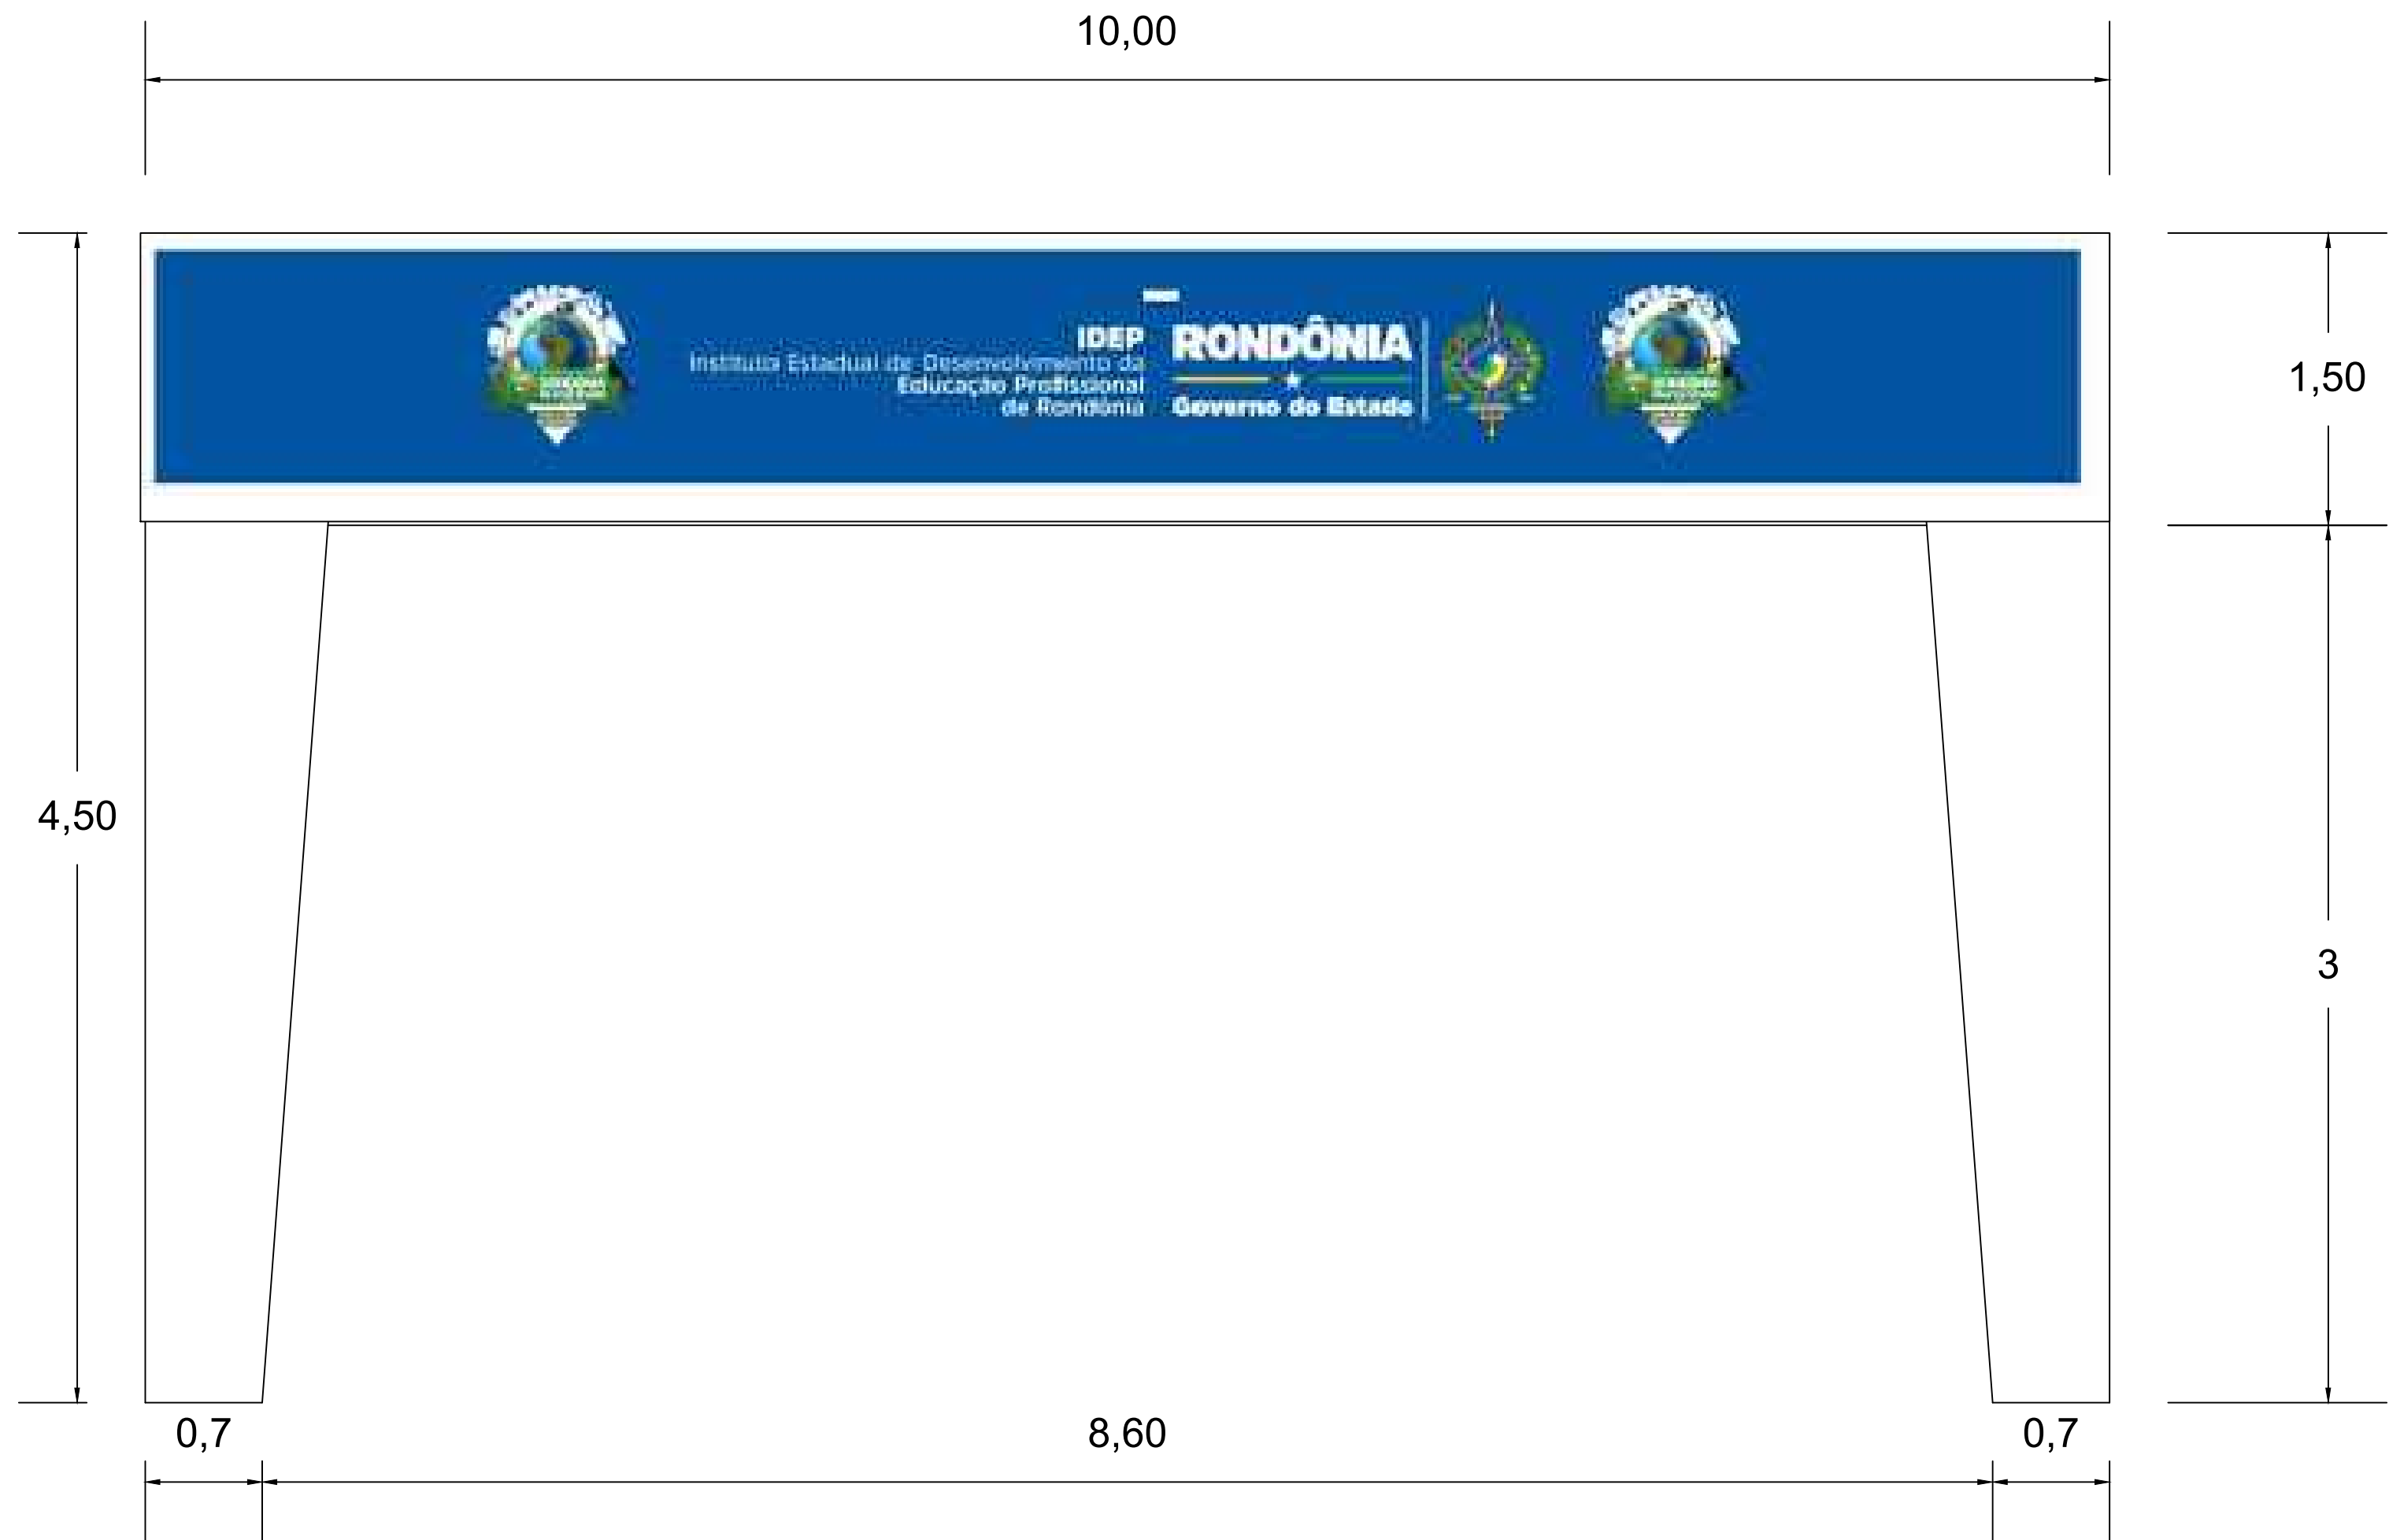 10,00
IDEP
Instituto Estadual de Desenvolvimento da
Educação Profissional
de Rondônia
RONDÔNIA
Governo do Estado
1,50
4,50
3
0,7
8,60
0,7